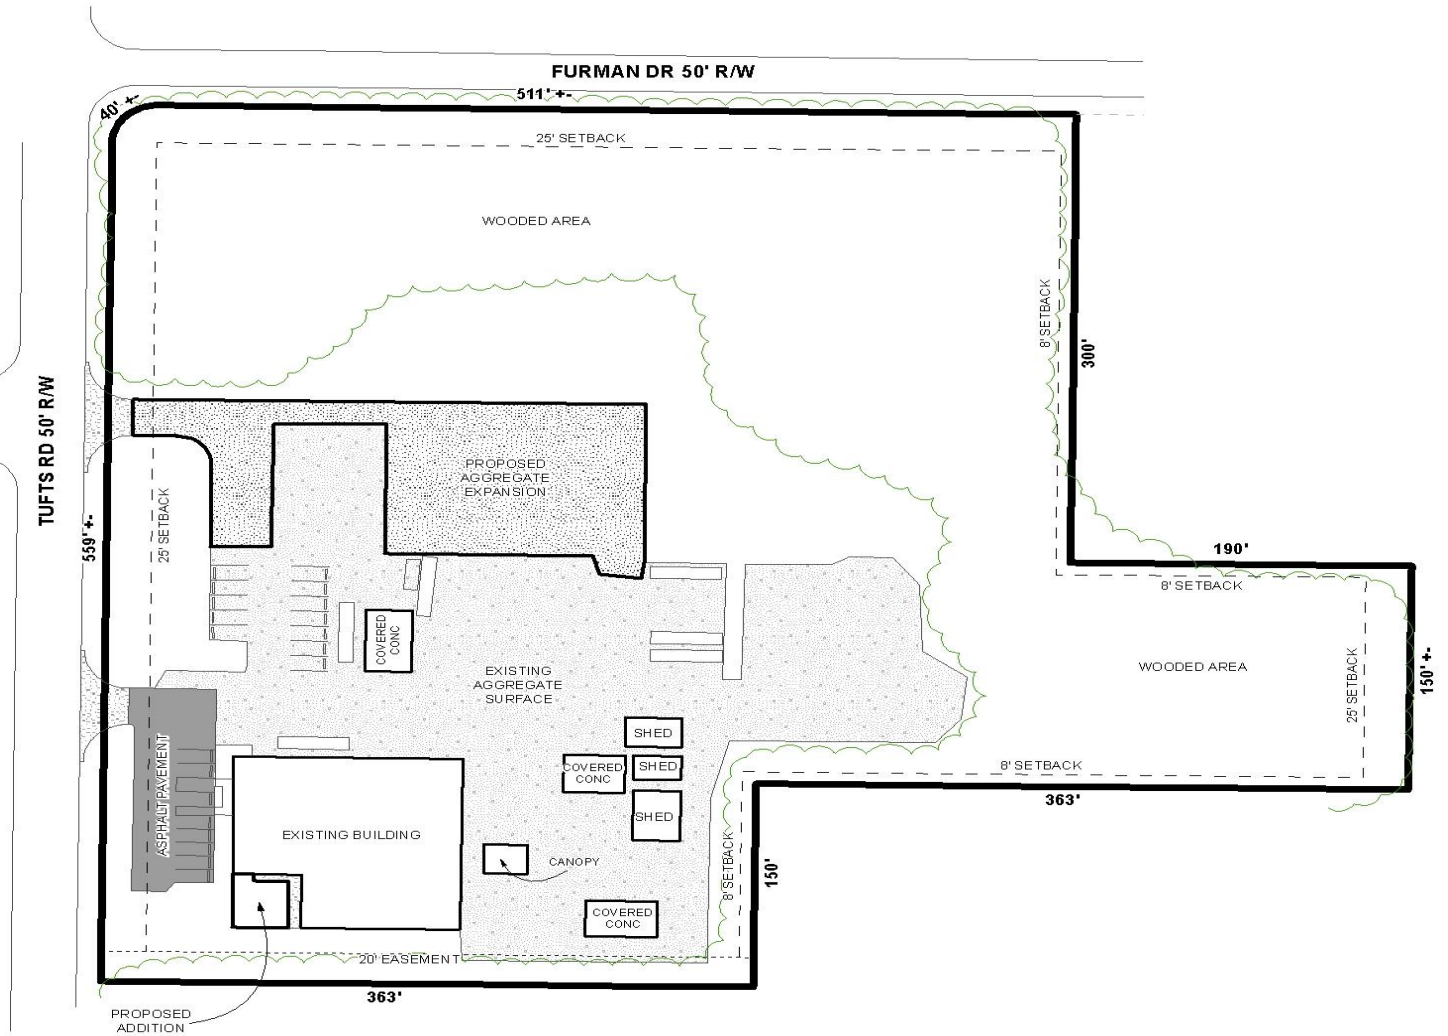 FURMAN DR 50' R/W
511' +-
40' +-
25' SETBACK
WOODED AREA
8' SETBACK
300'
TUFTS RD 50' R/W
559' +-
25' SETBACK
PROPOSED
AGGREGATE
EXPANSION
190'
8' SETBACK
COVERED
CONC
EXISTING
AGGREGATE
SURFACE
WOODED AREA
25' SETBACK
150' +-
SHED
COVERED
CONC
SHED
8' SETBACK
363'
SHED
ASPHALT PAVEMENT
EXISTING BUILDING
CANOPY
8' SETBACK
150'
COVERED
CONC
20' EASEMENT
363'
PROPOSED
ADDITION